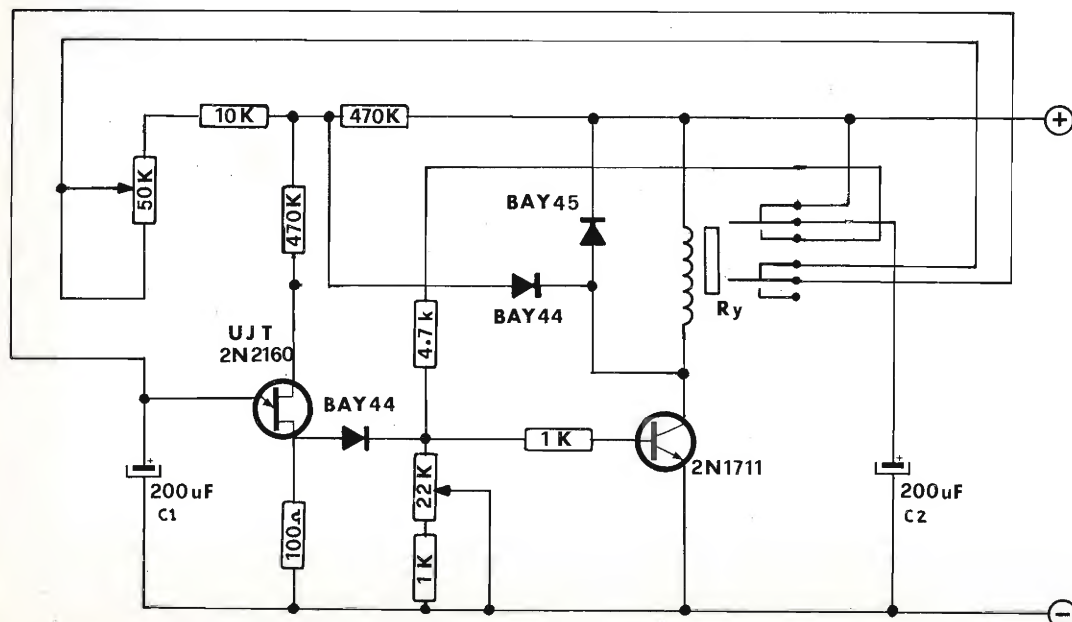 10K
470K
+
50K
470K
BAY45
BAY44
Ry
4.7k
UJT
2N2160
BAY44
1K
2N1711
22K
200uF
C1
+
100Ω
1K
200uF
C2
+
−